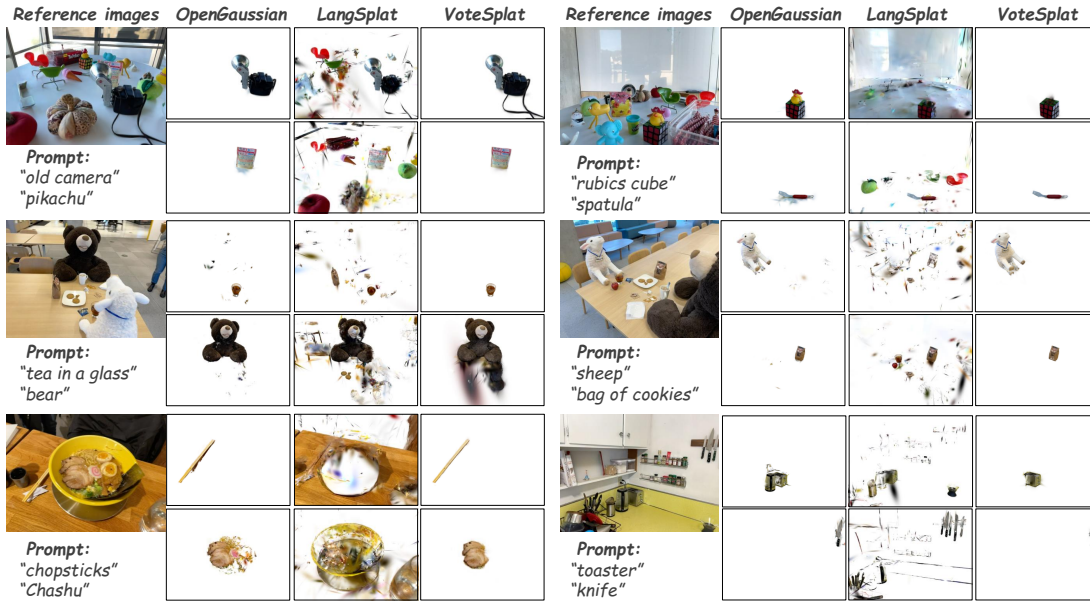 Reference images OpenGaussian LangSplat VoteSplat Reference images OpenGaussian LangSplat VoteSplat
Prompt:
“old camera”
“pikachu”
Prompt:
“rubics cube”
“spatula”
Prompt:
“tea in a glass”
“bear”
Prompt:
“sheep”
“bag of cookies”
Prompt:
“chopsticks”
“Chashu”
Prompt:
“toaster”
“knife”